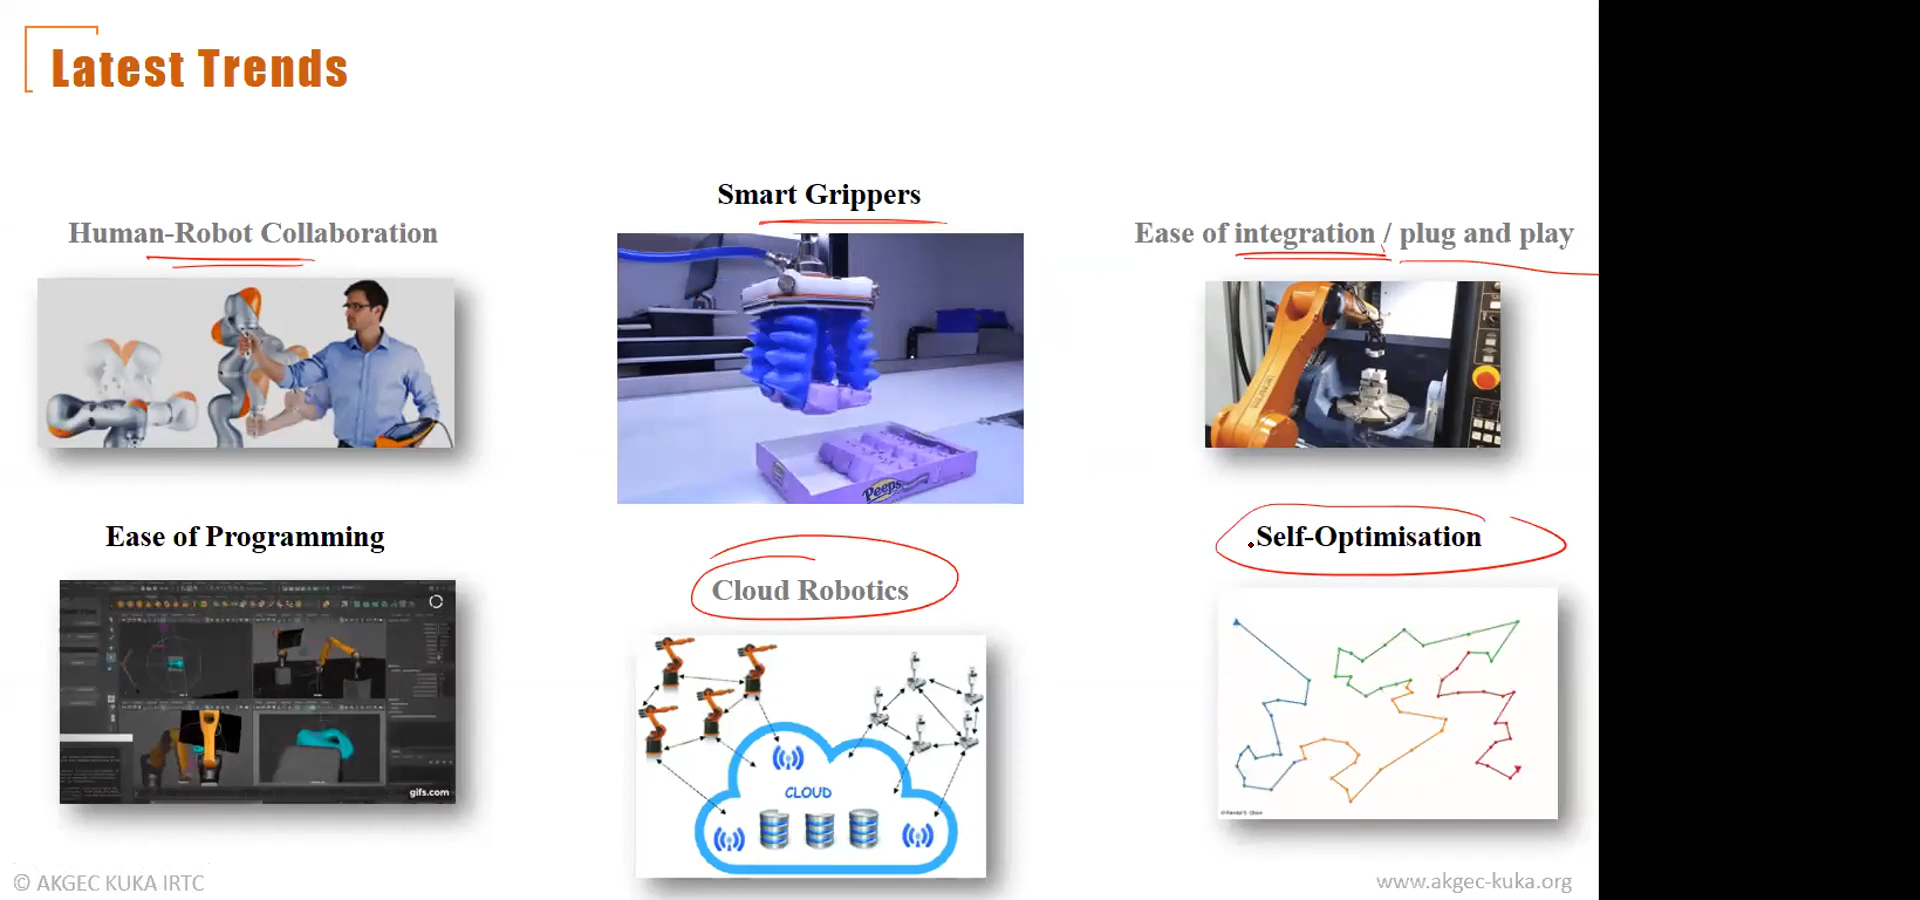 Latest Trends
Human-Robot Collaboration
Smart Grippers
Ease of integration / plug and play
Peeps
Ease of Programming
gifs.com
Cloud Robotics
CLOUD
Self-Optimisation
© AKGEC KUKA IRTC
www.akgec-kuka.org